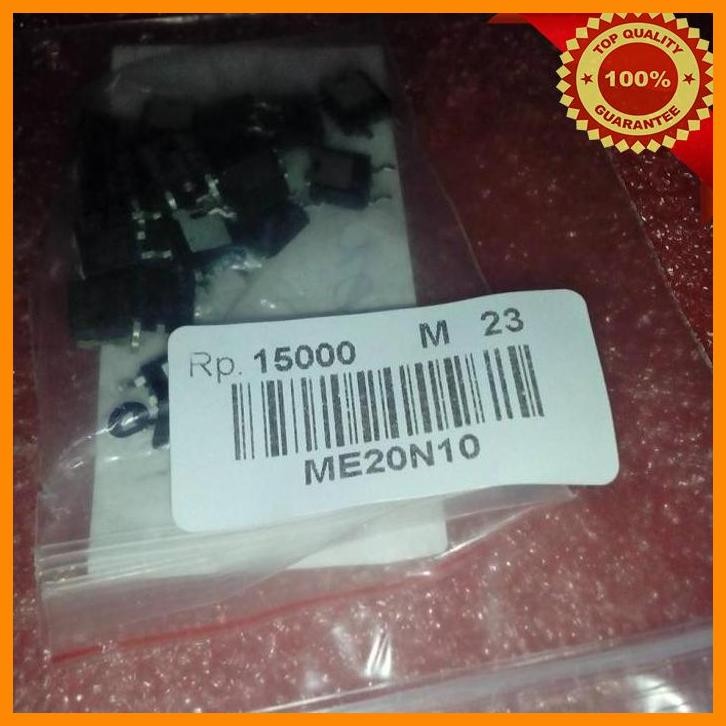 TOP QUALITY
100%
GUARANTEE
Rp. 15000 M 23
ME20N10